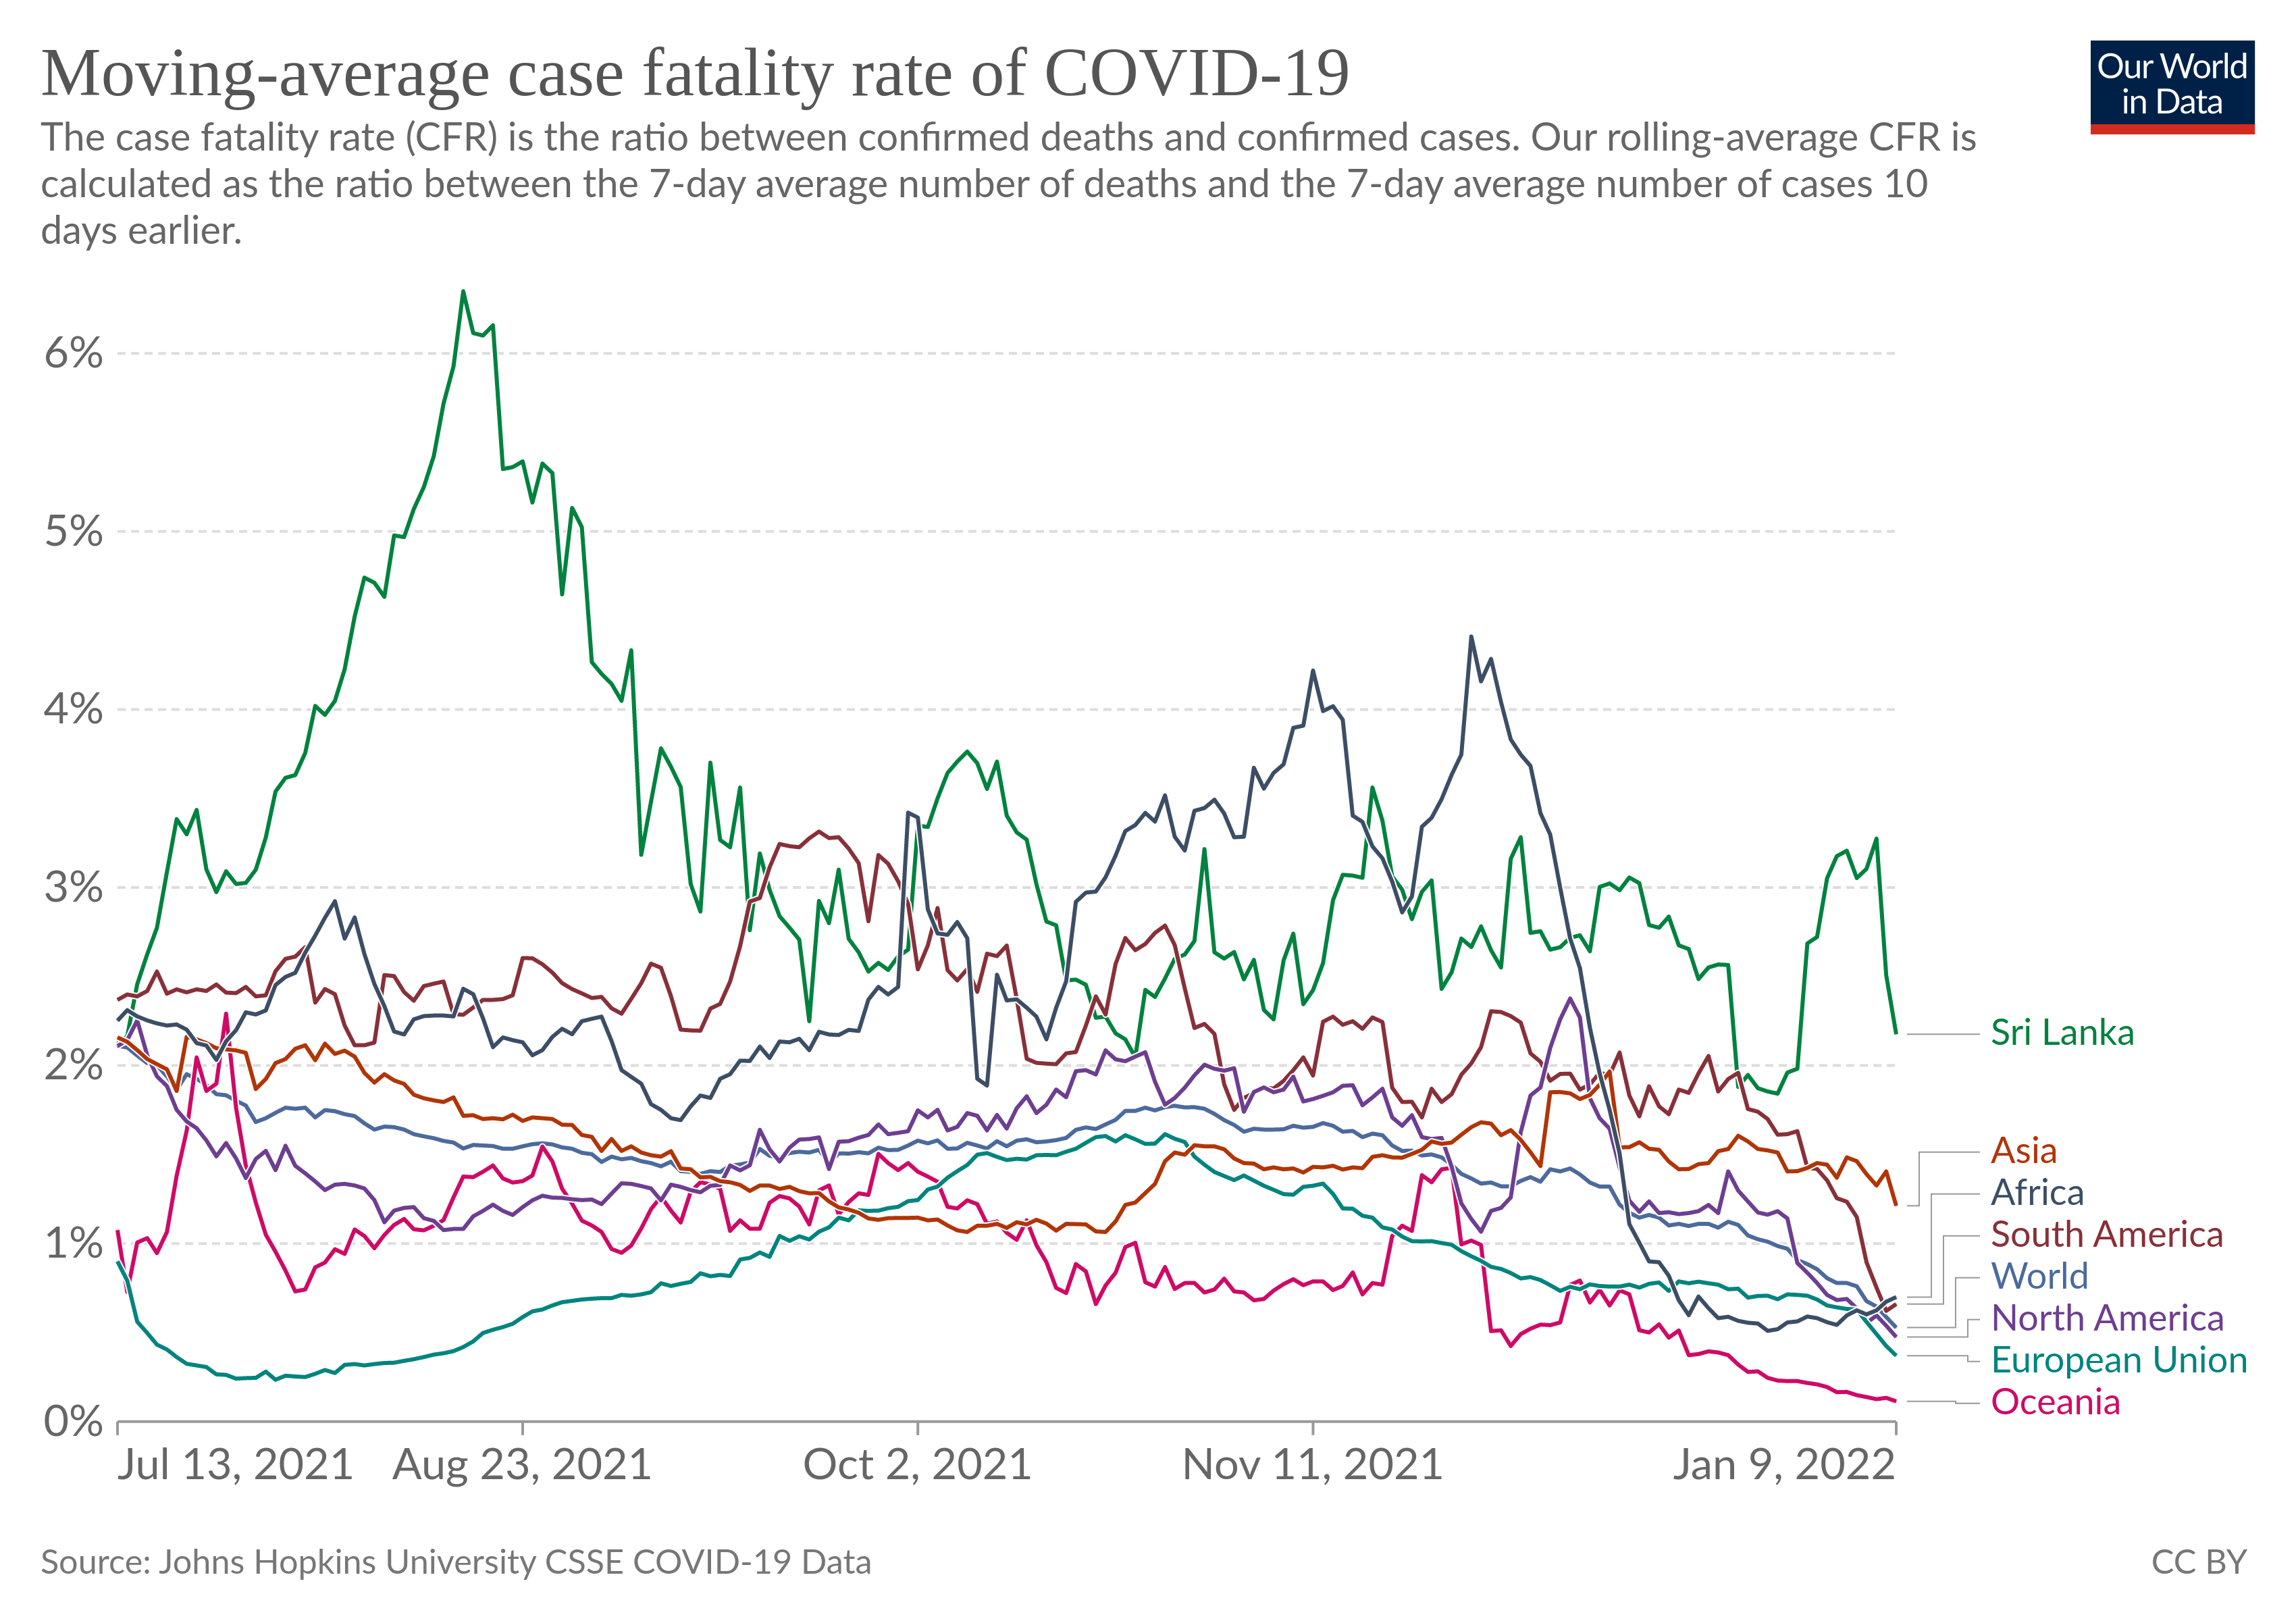 Moving-average case fatality rate of COVID-19
Our World
in Data
The case fatality rate (CFR) is the ratio between confirmed deaths and confirmed cases. Our rolling-average CFR is
calculated as the ratio between the 7-day average number of deaths and the 7-day average number of cases 10
days earlier.
6%
5%
4%
3%
2%
1%
0%
Sri Lanka
Asia
Africa
South America
World
North America
European Union
Oceania
Jul 13, 2021
Aug 23, 2021
Oct 2, 2021
Nov 11, 2021
Jan 9, 2022
Source: Johns Hopkins University CSSE COVID-19 Data
CC BY